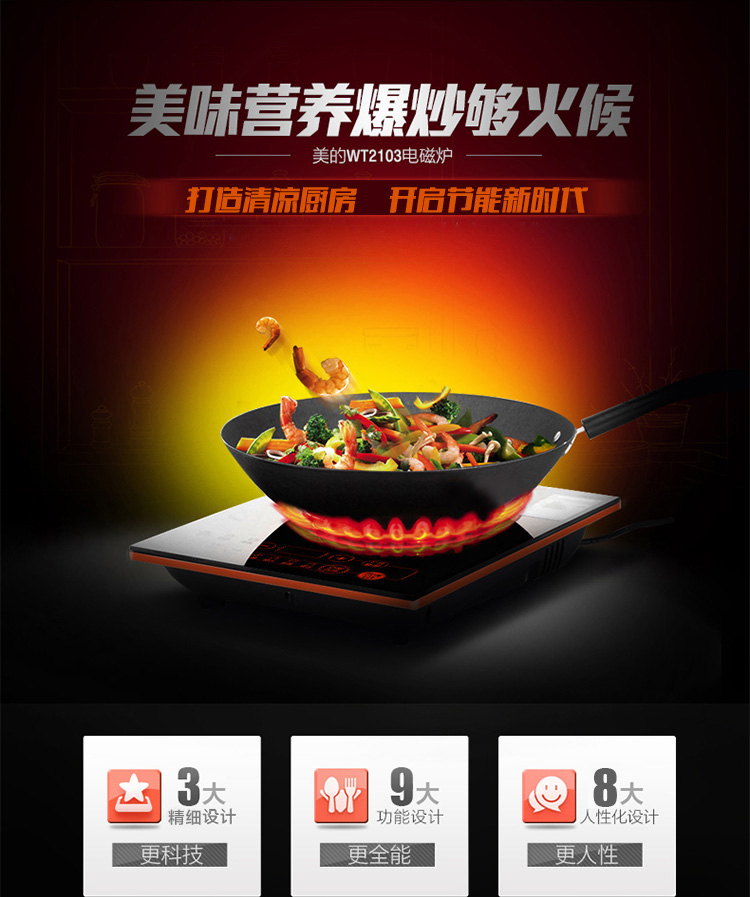 美味营养爆炒够火候
美的WT2103电磁炉
打造清凉厨房 开启节能新时代
3大
精细设计
更科技
9大
功能设计
更全能
8大
人性化设计
更人性